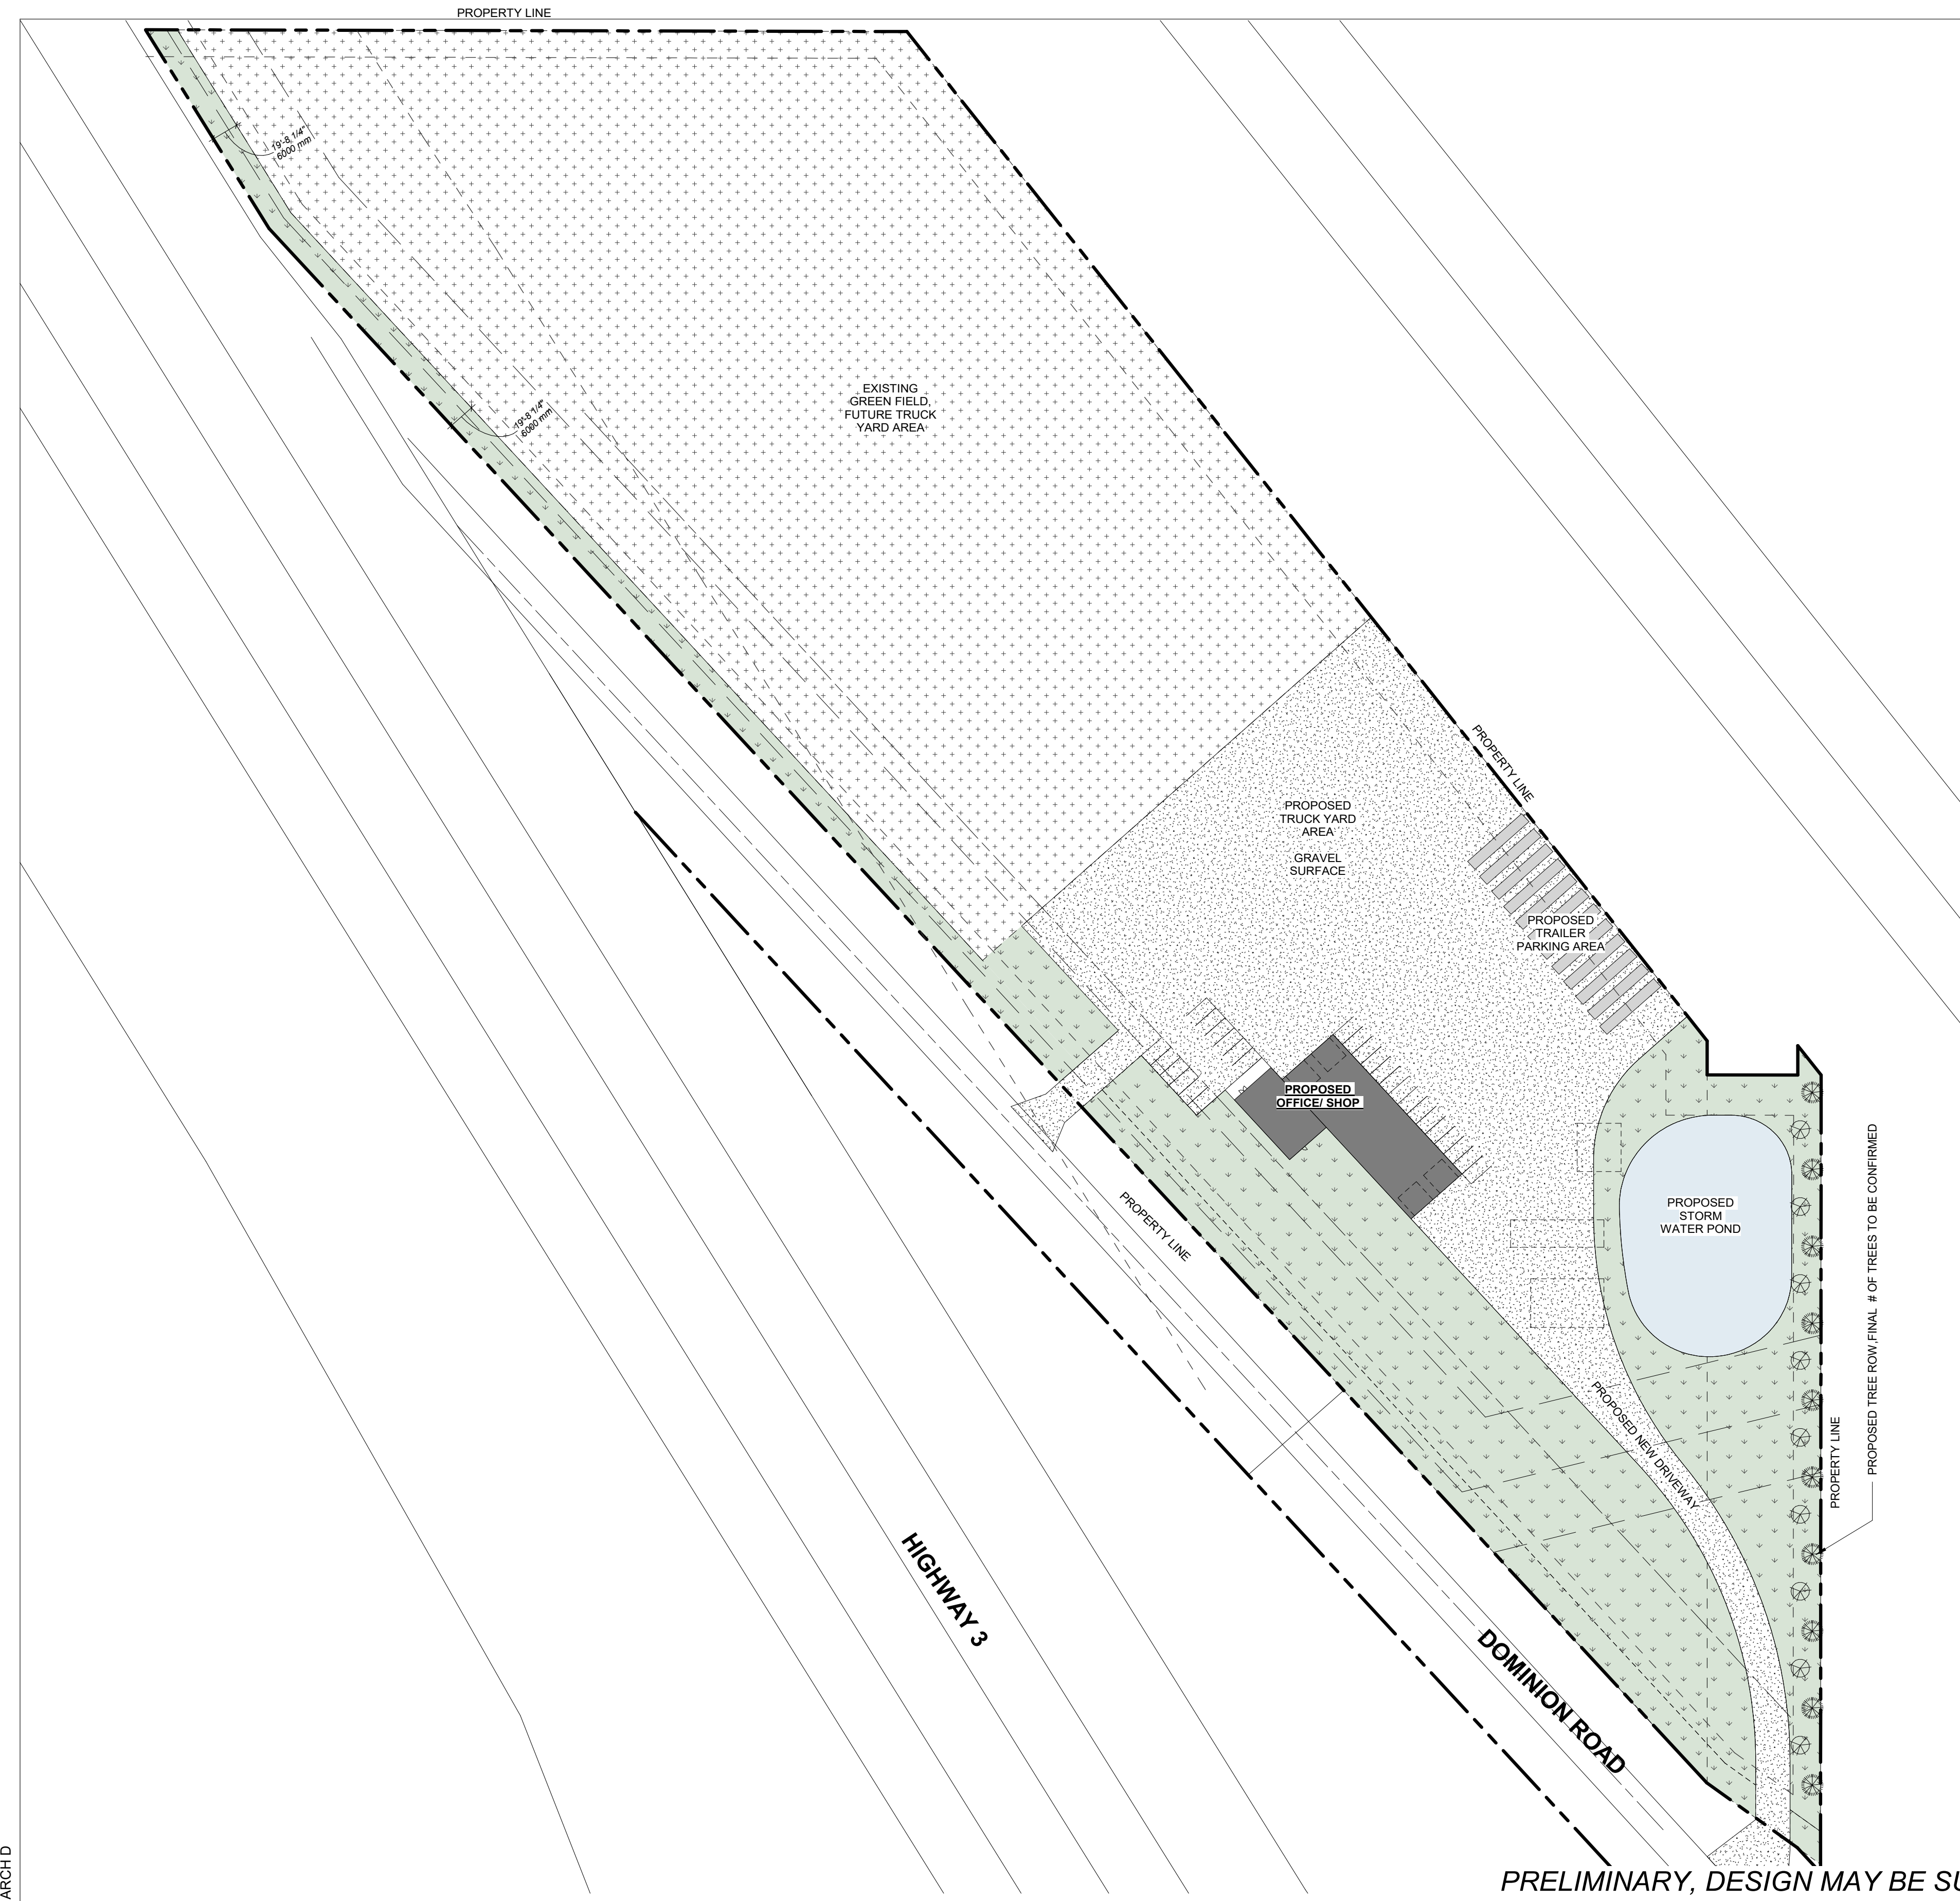 PROPERTY LINE
19'-8 1/4"
6000 mm
19'-8 1/4"
6000 mm
EXISTING
GREEN FIELD,
FUTURE TRUCK
YARD AREA
PROPERTY LINE
PROPOSED
TRUCK YARD
AREA
GRAVEL
SURFACE
PROPOSED
TRAILER
PARKING AREA
PROPOSED
OFFICE/ SHOP
PROPERTY LINE
PROPOSED
STORM
WATER POND
PROPOSED TREE ROW,FINAL # OF TREES TO BE CONFIRMED
PROPOSED NEW DRIVEWAY
PROPERTY LINE
HIGHWAY 3
DOMINION ROAD
ARCH D
PRELIMINARY, DESIGN MAY BE